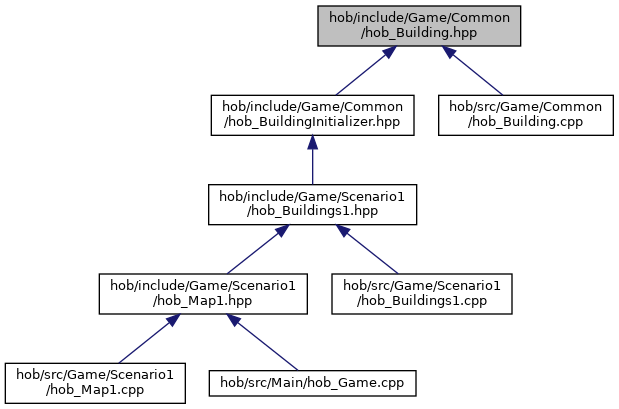 hob/include/Game/Common
/hob_Building.hpp
hob/include/Game/Common
/hob_BuildingInitializer.hpp
hob/src/Game/Common
/hob_Building.cpp
hob/include/Game/Scenario1
/hob_Buildings1.hpp
hob/include/Game/Scenario1
/hob_Map1.hpp
hob/src/Game/Scenario1
/hob_Buildings1.cpp
hob/src/Game/Scenario1
/hob_Map1.cpp
hob/src/Main/hob_Game.cpp